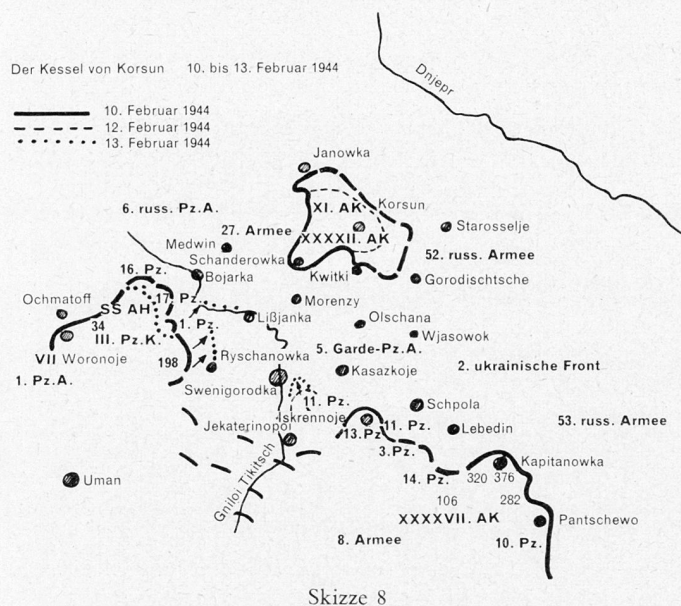 Der Kessel von Korsun 10. bis 13. Februar 1944
10. Februar 1944
12. Februar 1944
13. Februar 1944
Dnjepr
Janowka
XI. AK
Korsun
6. russ. Pz.A.
27. Armee
XXXXII. AK
Starosselje
Medwin
52. russ. Armee
Schanderowka
16. Pz.
Bojarka
Kwitki
Gorodischtsche
Ochmatoff
SS AH
17. Pz.
Morenzy
34
1. Pz.
Lißjanka
Olschana
III. Pz.K.
Wjasowok
VII
Woronoje
198
Ryschanowka
5. Garde-Pz.A.
2. ukrainische Front
1. Pz.A.
Kasazkoje
Swenigorodka
11. Pz.
Schpola
Iskrennoje
53. russ. Armee
Jekaterinopol
13.Pz.
11. Pz.
Lebedin
3.Pz.
Kapitanowka
Uman
14. Pz.
320
376
Gniloi Tikitsch
106
282
XXXXVII. AK
Pantschewo
8. Armee
10. Pz.
Skizze 8